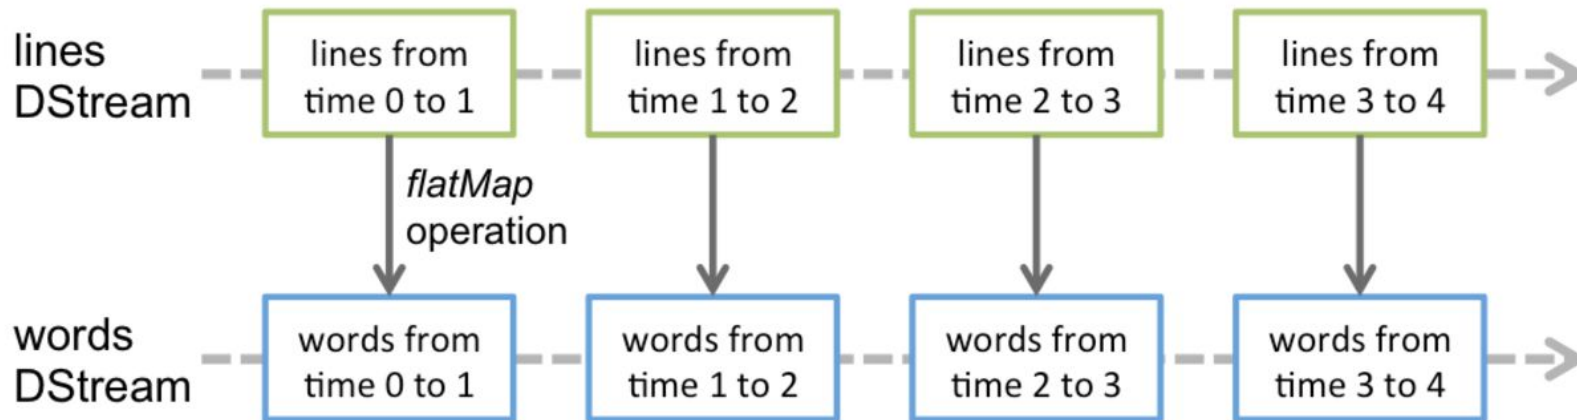 lines
DStream
lines from
time 0 to 1
lines from
time 1 to 2
lines from
time 2 to 3
lines from
time 3 to 4
flatMap
operation
words
DStream
words from
time 0 to 1
words from
time 1 to 2
words from
time 2 to 3
words from
time 3 to 4